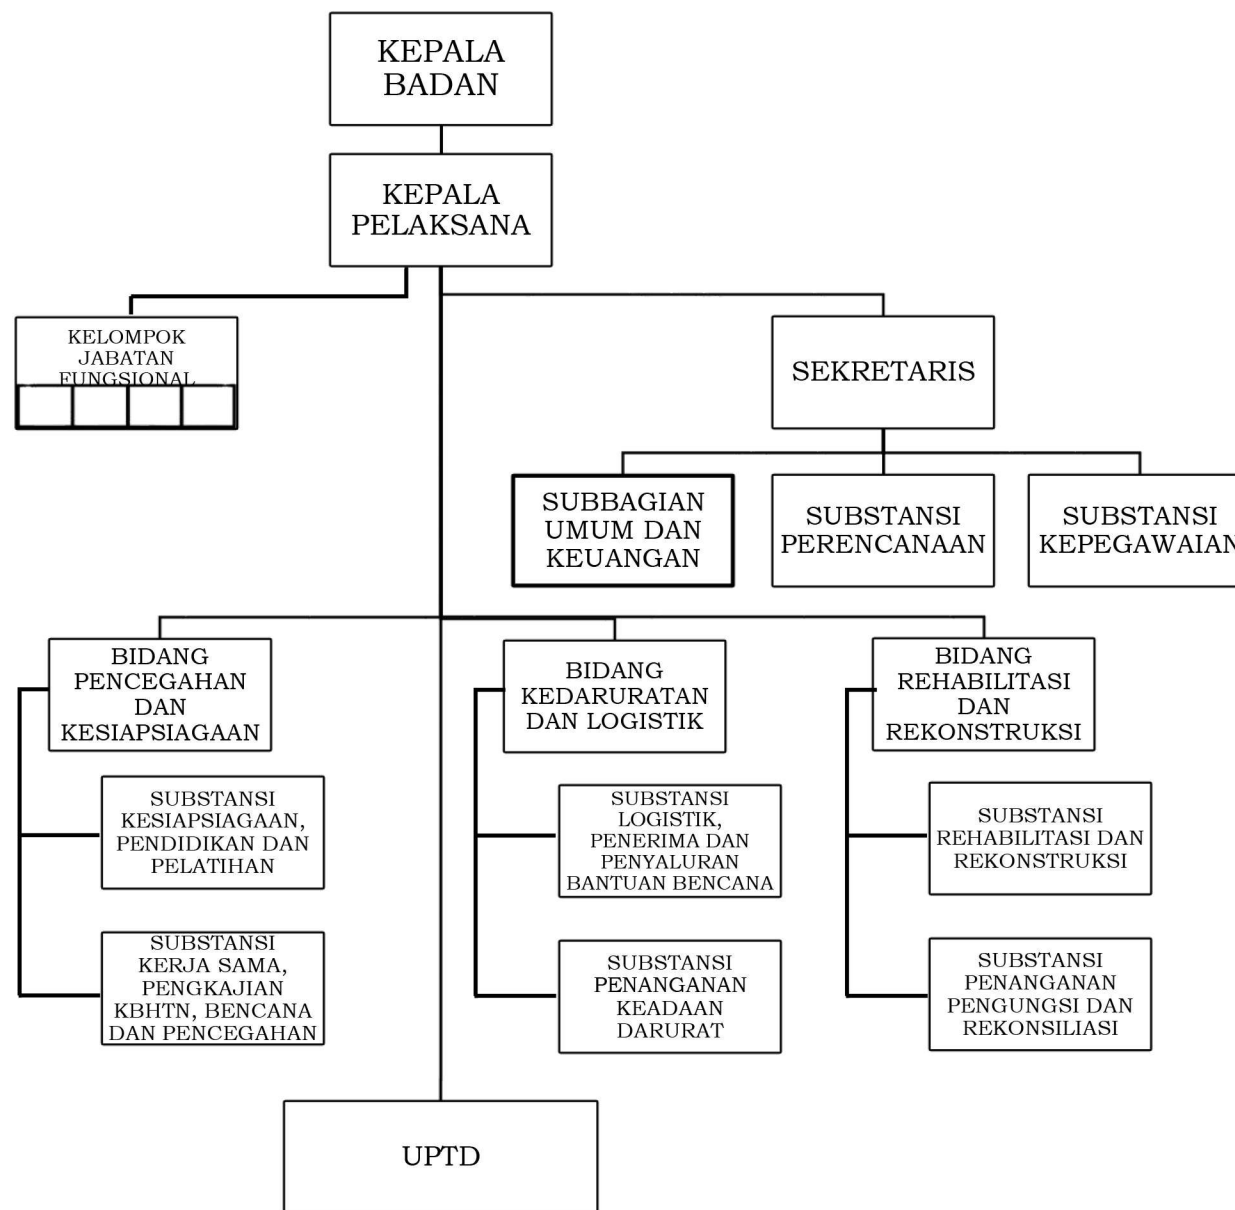 KEPALA
BADAN
KEPALA
PELAKSANA
KELOMPOK
JABATAN
FUNGSIONAL
SEKRETARIS
SUBBAGIAN
UMUM DAN
KEUANGAN
SUBSTANSI
PERENCANAAN
SUBSTANSI
KEPEGAWAIAN
BIDANG
PENCEGAHAN
DAN
KESIAPSIAGAAN
BIDANG
KEDARURATAN
DAN LOGISTIK
BIDANG
REHABILITASI
DAN
REKONSTRUKSI
SUBSTANSI
KESIAPSIAGAAN,
PENDIDIKAN DAN
PELATIHAN
SUBSTANSI
LOGISTIK,
PENERIMA DAN
PENYALURAN
BANTUAN BENCANA
SUBSTANSI
REHABILITASI DAN
REKONSTRUKSI
SUBSTANSI
KERJA SAMA,
PENGKAJIAN
KBHTN, BENCANA
DAN PENCEGAHAN
SUBSTANSI
PENANGANAN
KEADAAN
DARURAT
SUBSTANSI
PENANGANAN
PENGUNGSI DAN
REKONSILIASI
UPTD